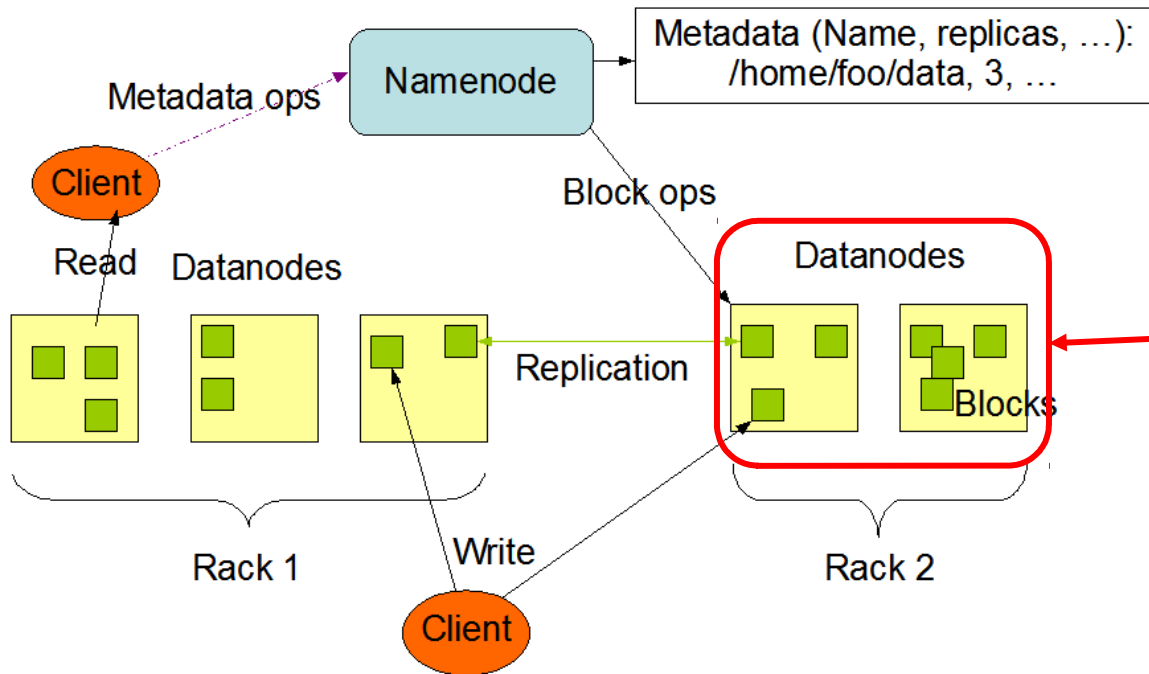 Metadata (Name, replicas, …):
/home/foo/data, 3, …
Namenode
Metadata ops
Client
Block ops
Read
Datanodes
Datanodes
Replication
Blocks
Rack 1
Write
Rack 2
Client